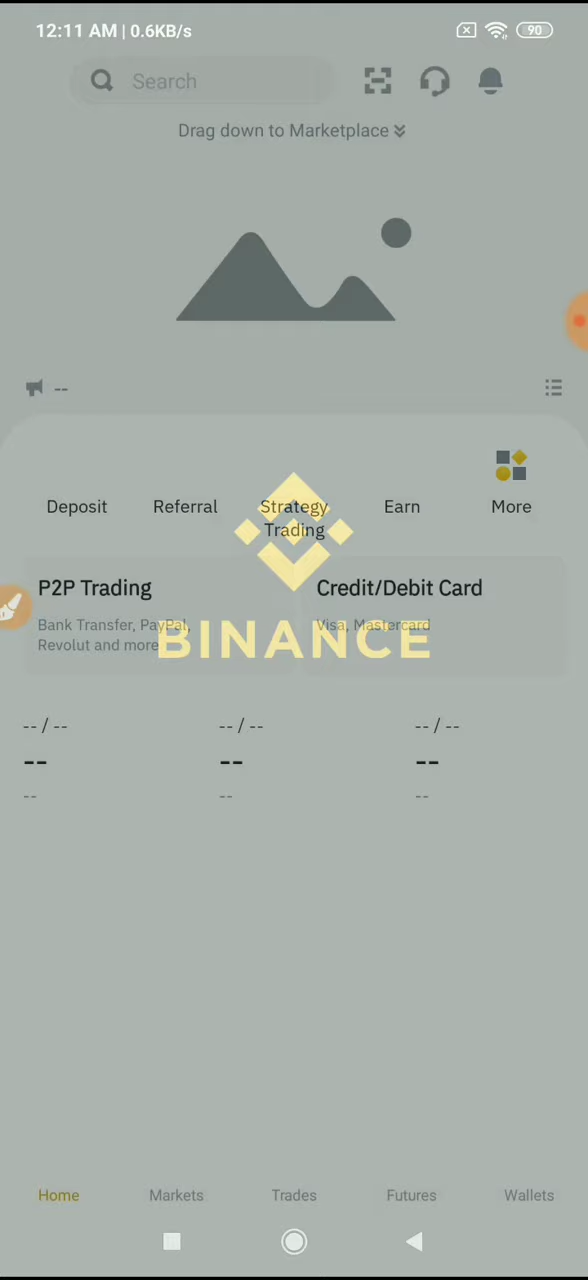 12:11 AM | 0.6KB/s
90
Search
Drag down to Marketplace
--
Deposit
Referral
Strategy Trading
Earn
More
P2P Trading
Bank Transfer, PayPal,
Revolut and more
Credit/Debit Card
Visa, Mastercard
BINANCE
-- / --
-- / --
-- / --
--
--
--
--
--
--
Home
Markets
Trades
Futures
Wallets